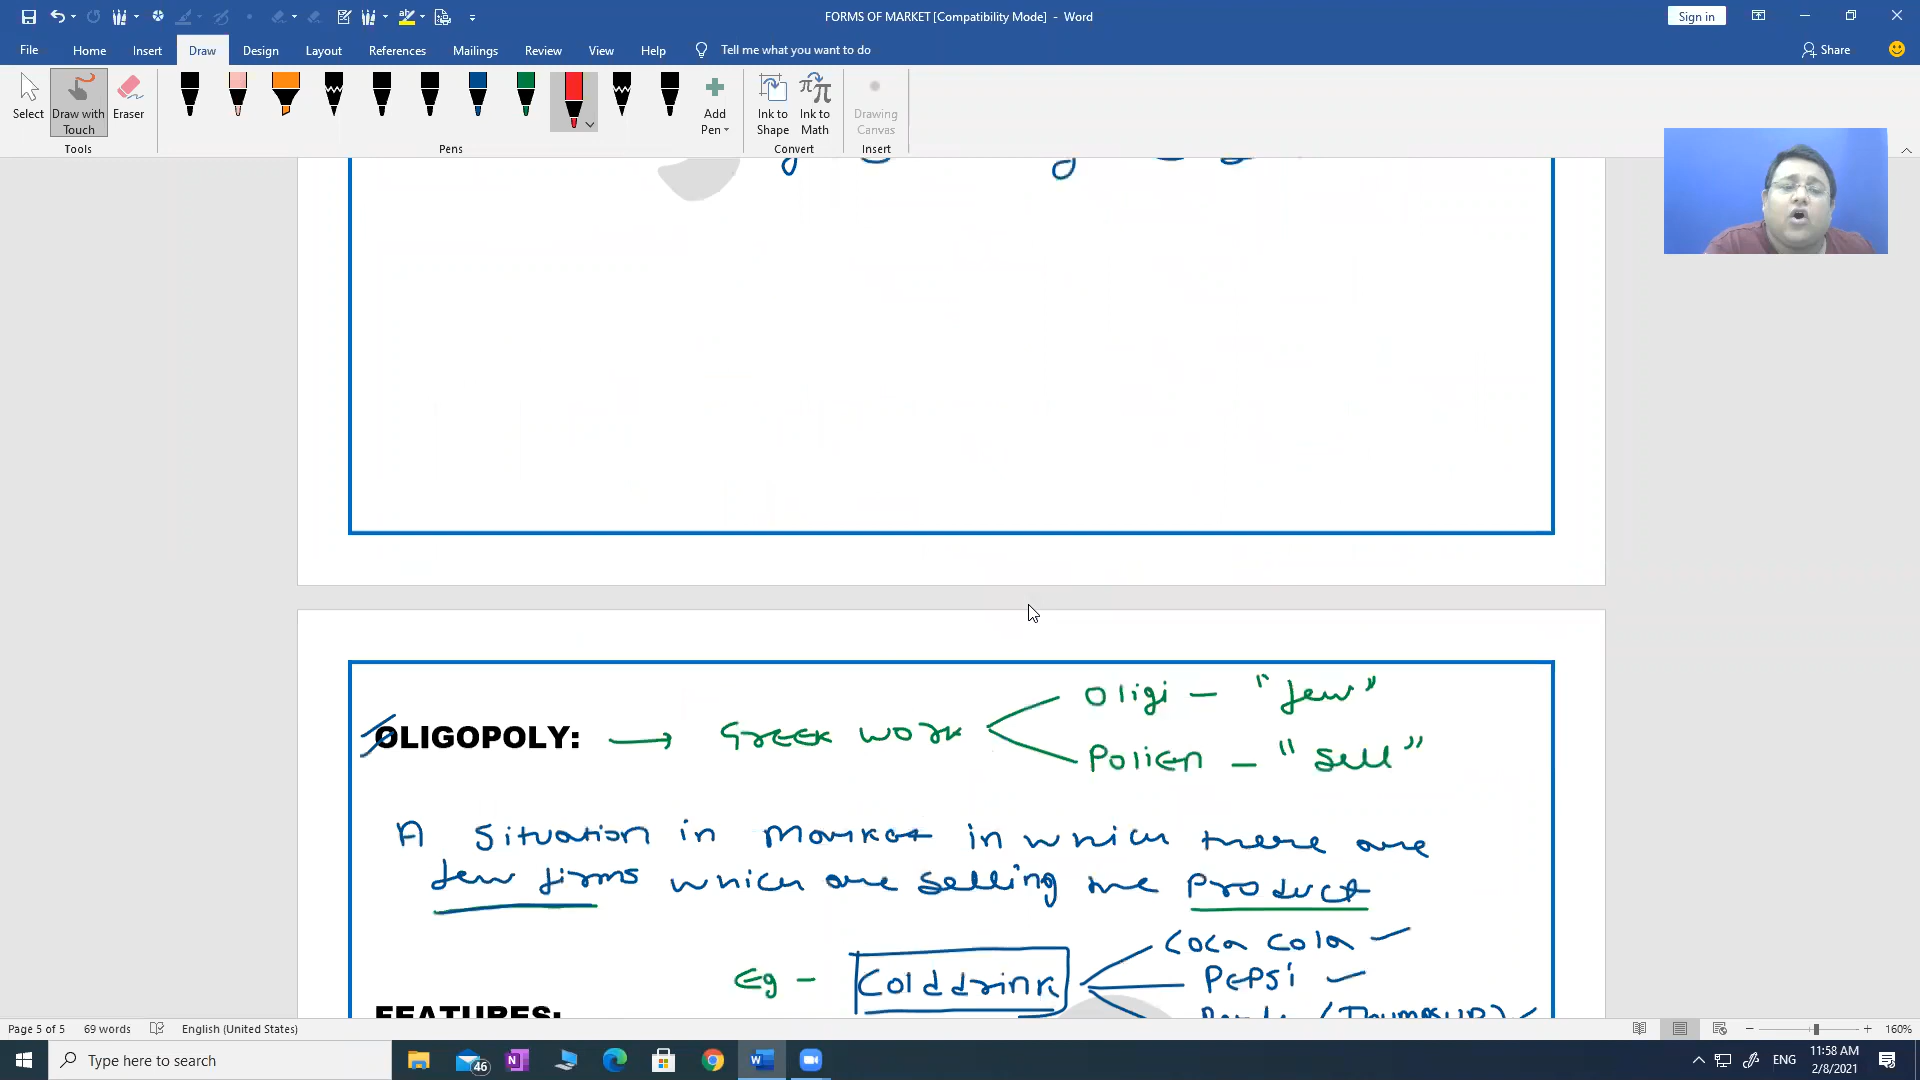 FORMS OF MARKET [Compatibility Mode] - Word
Sign in
File Home Insert Draw Design Layout References Mailings Review View Help Tell me what you want to do
Share
Select Draw with Touch Eraser
Add Pen
Ink to Shape Ink to Math
Drawing Canvas
Tools Pens Convert Insert
OLIGOPOLY: → GREEK WORK
Oligi - "few"
Polien - "sell"
A Situation in Market in which there are
few firms which are selling the Product
Eg - Cold drink
Coca Cola
PEPSi
FEATURES:
(Thumsup)
Page 5 of 5 69 words English (United States) 160%
Type here to search
46
ENG
11:58 AM
2/8/2021